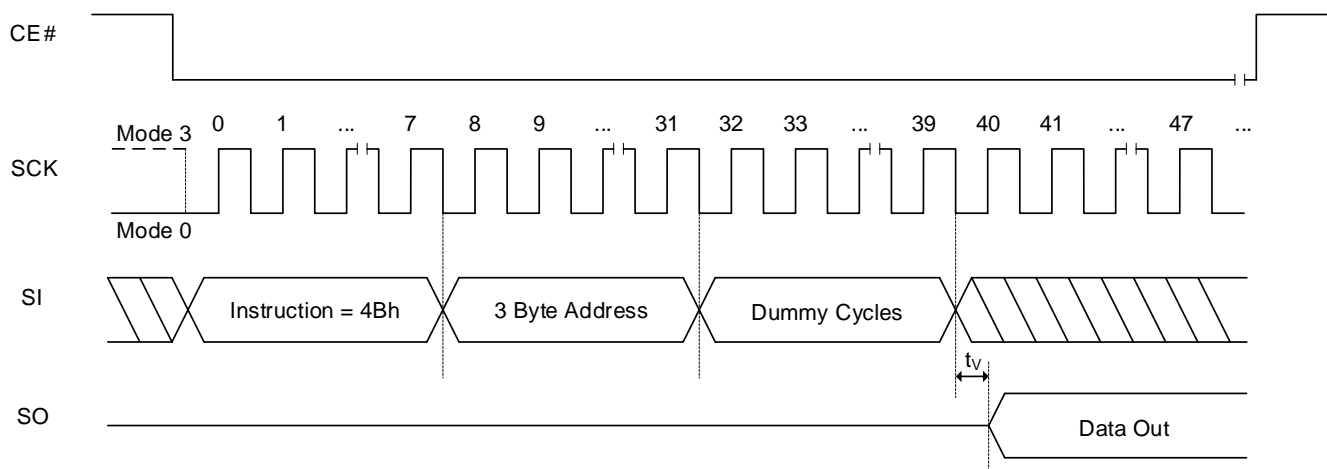 CE#
Mode 3 0 1 ... 7 8 9 ... 31 32 33 ... 39 40 41 ... 47 ...
SCK
Mode 0
SI Instruction = 4Bh 3 Byte Address Dummy Cycles
tV
SO Data Out